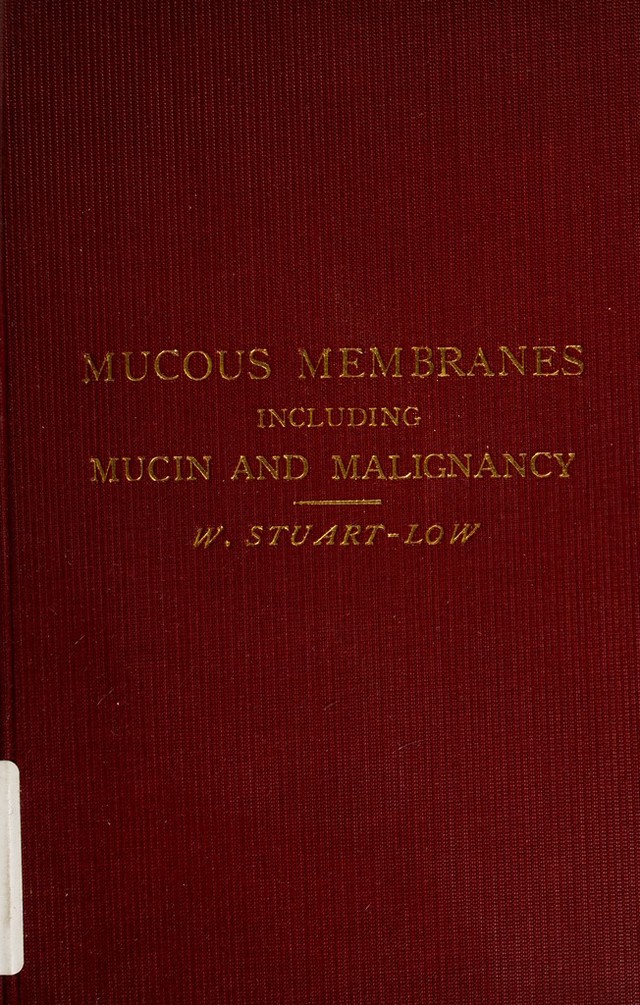 MUCOUS MEMBRANES
INCLUDING
MUCIN AND MALIGNANCY
W. STUART-LOW